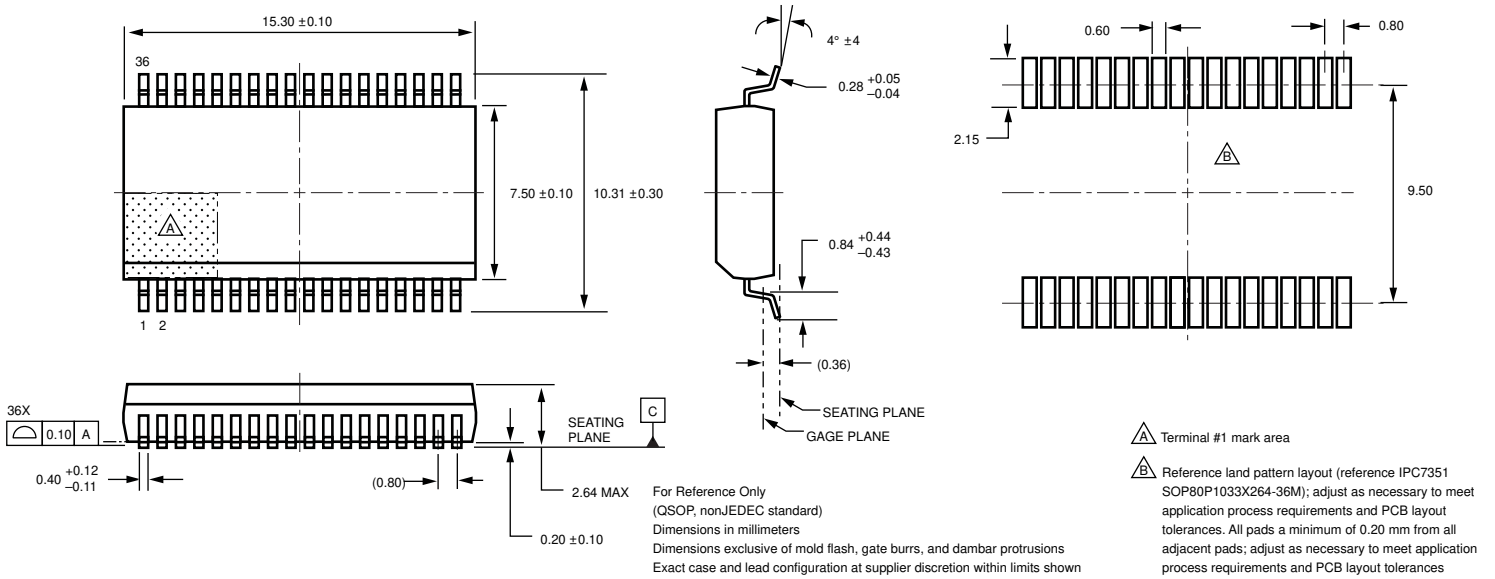 15.30 ±0.10
36
7.50 ±0.10
10.31 ±0.30
A
1 2
4° ±4
0.28 +0.05 –0.04
0.84 +0.44 –0.43
(0.36)
SEATING PLANE
GAGE PLANE
0.60
0.80
2.15
B
9.50
36X
0.10 A
0.40 +0.12 –0.11
(0.80)
SEATING
PLANE
C
2.64 MAX
0.20 ±0.10
For Reference Only
(QSOP, nonJEDEC standard)
Dimensions in millimeters
Dimensions exclusive of mold flash, gate burrs, and dambar protrusions
Exact case and lead configuration at supplier discretion within limits shown
A Terminal #1 mark area
B Reference land pattern layout (reference IPC7351
SOP80P1033X264-36M); adjust as necessary to meet
application process requirements and PCB layout
tolerances. All pads a minimum of 0.20 mm from all
adjacent pads; adjust as necessary to meet application
process requirements and PCB layout tolerances